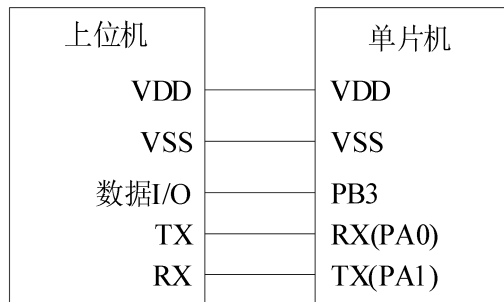 上位机 单片机
VDD VDD
VSS VSS
数据I/O PB3
TX RX(PA0)
RX TX(PA1)